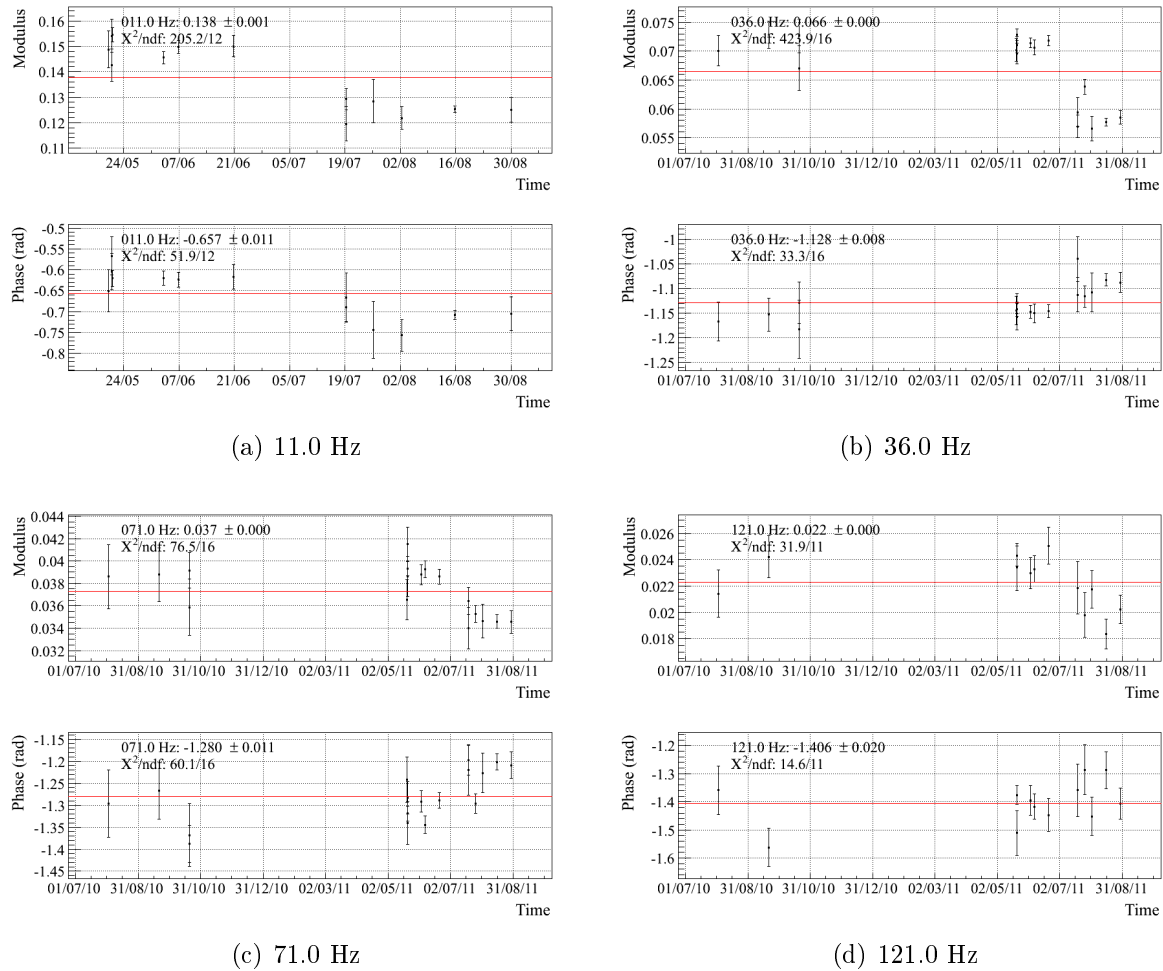 Modulus
0.16
0.15
0.14
0.13
0.12
0.11
011.0 Hz: 0.138 ± 0.001
X²/ndf: 205.2/12
24/05 07/06 21/06 05/07 19/07 02/08 16/08 30/08
Time
Phase (rad)
-0.5
-0.55
-0.6
-0.65
-0.7
-0.75
-0.8
011.0 Hz: -0.657 ± 0.011
X²/ndf: 51.9/12
24/05 07/06 21/06 05/07 19/07 02/08 16/08 30/08
Time
(a) 11.0 Hz
Modulus
0.075
0.07
0.065
0.06
0.055
036.0 Hz: 0.066 ± 0.000
X²/ndf: 423.9/16
01/07/10 31/08/10 31/10/10 31/12/10 02/03/11 02/05/11 02/07/11 31/08/11
Time
Phase (rad)
-1
-1.05
-1.1
-1.15
-1.2
-1.25
036.0 Hz: -1.128 ± 0.008
X²/ndf: 33.3/16
01/07/10 31/08/10 31/10/10 31/12/10 02/03/11 02/05/11 02/07/11 31/08/11
Time
(b) 36.0 Hz
Modulus
0.044
0.042
0.04
0.038
0.036
0.034
0.032
071.0 Hz: 0.037 ± 0.000
X²/ndf: 76.5/16
01/07/10 31/08/10 31/10/10 31/12/10 02/03/11 02/05/11 02/07/11 31/08/11
Time
Phase (rad)
-1.15
-1.2
-1.25
-1.3
-1.35
-1.4
-1.45
071.0 Hz: -1.280 ± 0.011
X²/ndf: 60.1/16
01/07/10 31/08/10 31/10/10 31/12/10 02/03/11 02/05/11 02/07/11 31/08/11
Time
(c) 71.0 Hz
Modulus
0.026
0.024
0.022
0.02
0.018
121.0 Hz: 0.022 ± 0.000
X²/ndf: 31.9/11
01/07/10 31/08/10 31/10/10 31/12/10 02/03/11 02/05/11 02/07/11 31/08/11
Time
Phase (rad)
-1.2
-1.3
-1.4
-1.5
-1.6
121.0 Hz: -1.406 ± 0.020
X²/ndf: 14.6/11
01/07/10 31/08/10 31/10/10 31/12/10 02/03/11 02/05/11 02/07/11 31/08/11
Time
(d) 121.0 Hz